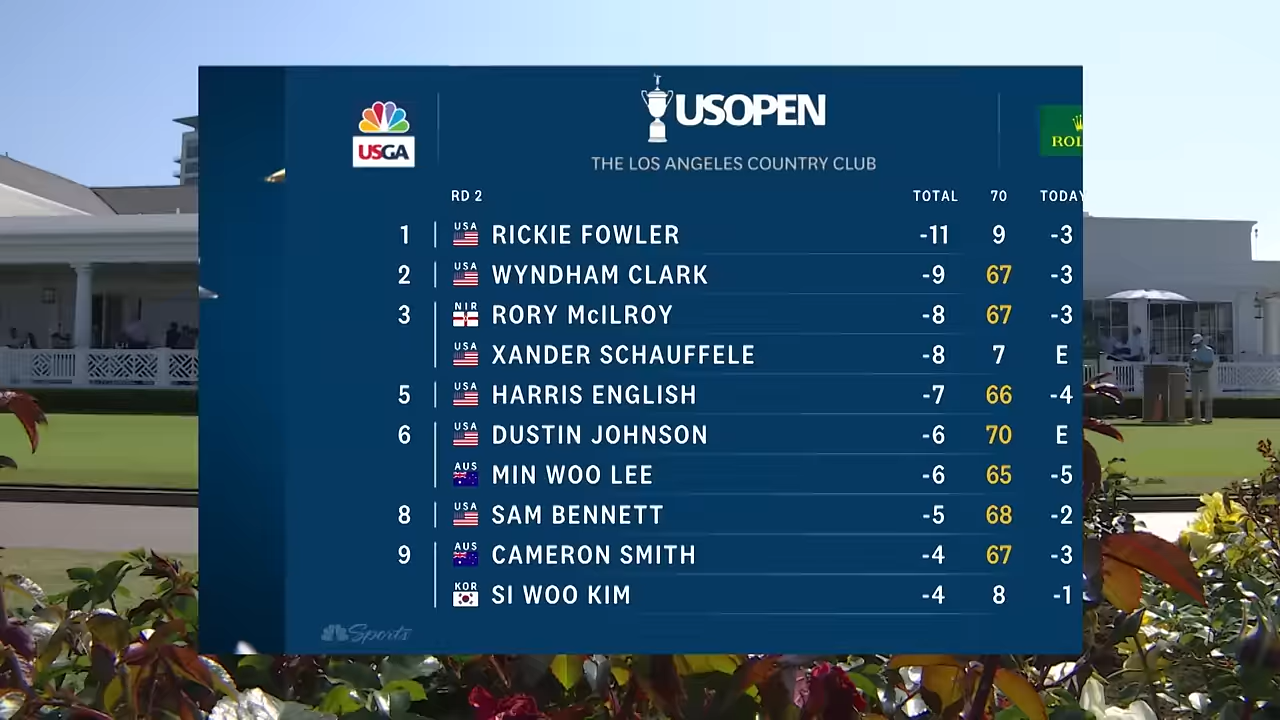 USOPEN
USGA
THE LOS ANGELES COUNTRY CLUB
RD 2 TOTAL 70 TODAY
1 USA RICKIE FOWLER -11 9 -3
2 USA WYNDHAM CLARK -9 67 -3
3 NIR RORY McILROY -8 67 -3
USA XANDER SCHAUFFELE -8 7 E
5 USA HARRIS ENGLISH -7 66 -4
6 USA DUSTIN JOHNSON -6 70 E
AUS MIN WOO LEE -6 65 -5
8 USA SAM BENNETT -5 68 -2
9 AUS CAMERON SMITH -4 67 -3
KOR SI WOO KIM -4 8 -1
Sports